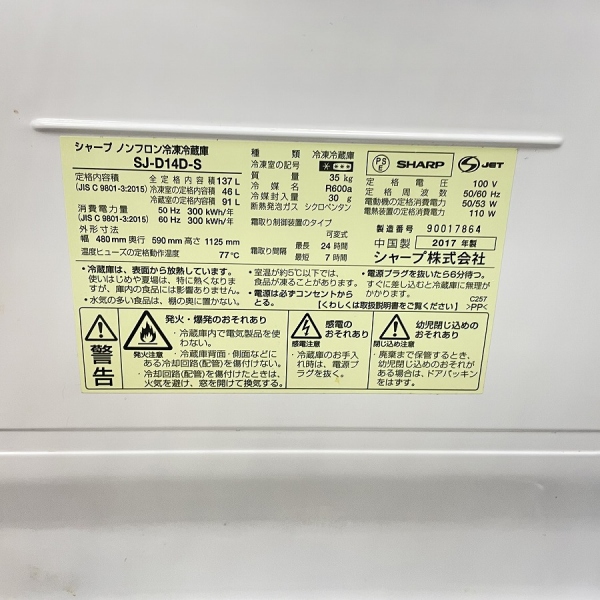 シャープ ノンフロン冷凍冷蔵庫
SJ-D14D-S
定格内容積
(JIS C 9801-3:2015)
全定格内容積 137 L
冷凍室の定格内容積 46 L
冷蔵室の定格内容積 91 L
消費電力量
(JIS C 9801-3:2015)
50 Hz 300 kWh/年
60 Hz 300 kWh/年
外形寸法
幅 480mm 奥行 590mm 高さ 1125mm
温度ヒューズの定格動作温度 77℃
種類 冷凍冷蔵庫
冷凍室の記号
質量 35 kg
冷媒 R600a
冷媒封入量 30 g
断熱発泡ガス シクロペンタン
霜取り制御装置のタイプ
可変式
霜取り間隔
最長 24 時間
最短 7 時間
PS
E
SHARP
S JET
定格電圧 100 V
定格周波数 50/60 Hz
電動機の定格消費電力 50/53 W
電熱装置の定格消費電力 110 W
製造番号 90017864
中国製 2017 年製
シャープ株式会社
・冷蔵庫は、表面から放熱しています。
使いはじめや夏場は、特に熱くなりま
すが、庫内の食品には影響ありません。
・水気の多い食品は、棚の奥に置かない。
・室温が約5℃以下では、
食品が凍ることがあります。
・電源は必ずコンセントから
とる。
・電源プラグを抜いたら6分待つ。
すぐに差し込むと冷蔵庫に無理が
かかります。
【くわしくは取扱説明書をご覧ください】
C257
>PP<
警告
発火注意
発火・爆発のおそれあり
・冷蔵庫内で電気製品を使
わない。
・冷蔵庫背面・側面などに
ある冷却回路(配管)を傷付けない。
・冷却回路(配管)を傷付けたときは、
火気を避け、窓を開けて換気する。
感電注意
感電の
おそれあり
・冷蔵庫のお手入
れ時は、電源プ
ラグを抜く。
閉じ込め注意
幼児閉じ込めの
おそれあり
・廃棄まで保管するとき、
幼児閉じ込めのおそれが
ある場合は、ドアパッキン
をはずす。